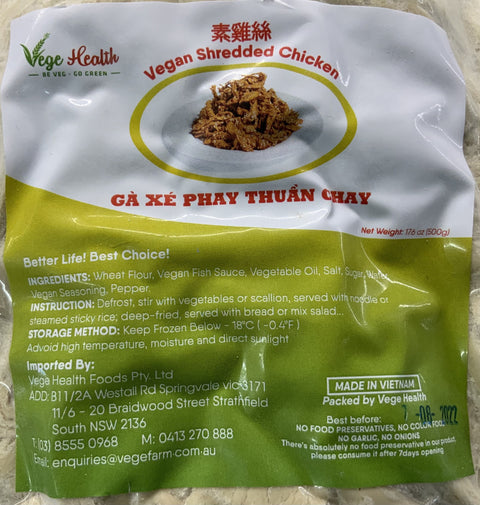 素雞絲
Vege Health
BE VEG - GO GREEN
Vegan Shredded Chicken
GÀ XÉ PHAY THUẦN CHAY
Net Weight: 17.6 oz (500g)
Better Life! Best Choice!
INGREDIENTS: Wheat Flour, Vegan Fish Sauce, Vegetable Oil, Salt, Sugar, Water,
Vegan Seasoning, Pepper.
INSTRUCTION: Defrost, stir with vegetables or scallion, served with noodle or
steamed sticky rice; deep-fried, served with bread or mix salad...
STORAGE METHOD: Keep Frozen Below - 18°C ( -0.4°F )
Advoid high temperature, moisture and direct sunlight
Imported By:
Vege Health Foods Pty. Ltd
ADD: B11/2A Westall Rd Springvale vic 3171
11/6 - 20 Braidwood Street Strathfield
South NSW 2136
T:(03) 8555 0968 M: 0413 270 888
Email: enquiries@vegefarm.com.au
MADE IN VIETNAM
Packed by Vege Health
Best before: -08-2022
NO FOOD PRESERVATIVES, NO COLOR FOOD,
NO GARLIC, NO ONIONS
There's absolutely no food preservative in our product,
please consume it after 7days opening